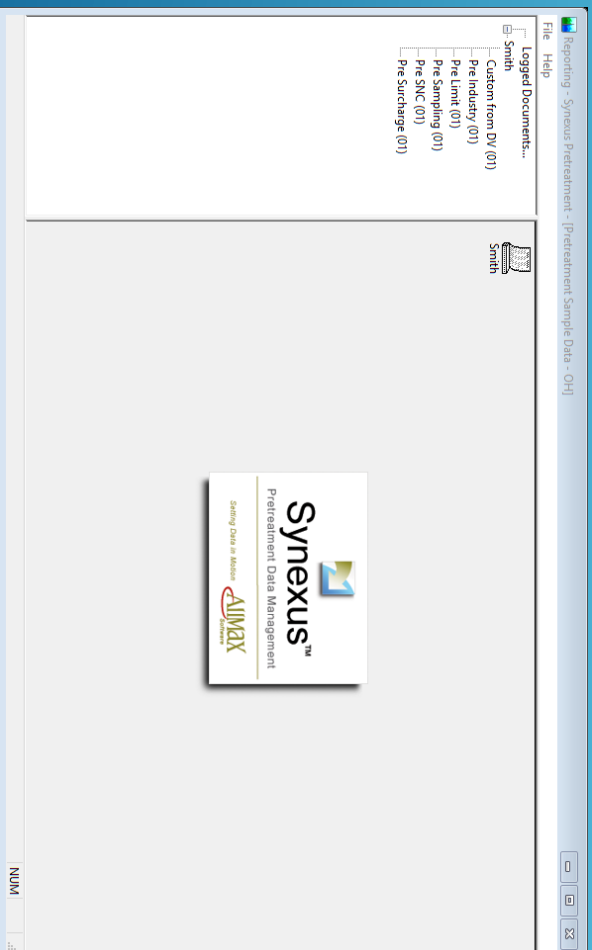 Reporting - Synexus Pretreatment - [Pretreatment Sample Data - OH]
File Help
Logged Documents...
Smith
Custom from DV (01)
Pre Industry (01)
Pre Limit (01)
Pre Sampling (01)
Pre SNC (01)
Pre Surcharge (01)
Smith
Synexus™
Pretreatment Data Management
Setting Data in Motion
AllMax
Software
NUM